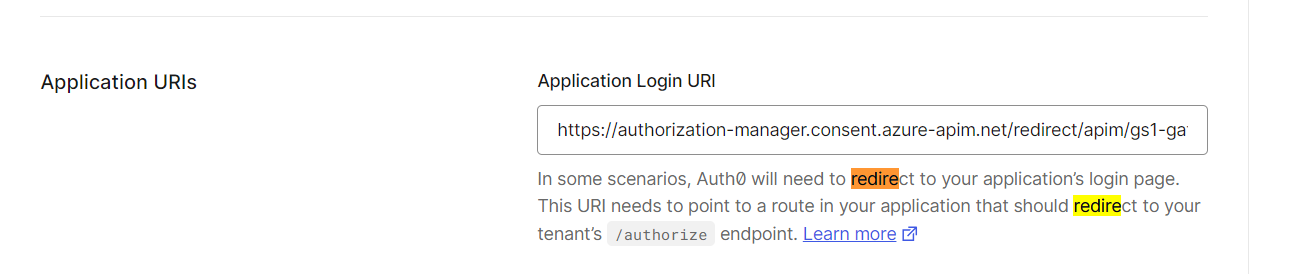 Application URIs
Application Login URI
https://authorization-manager.consent.azure-apim.net/redirect/apim/gs1-ga
In some scenarios, Auth0 will need to redirect to your application's login page.
This URI needs to point to a route in your application that should redirect to your
tenant's /authorize endpoint. Learn more